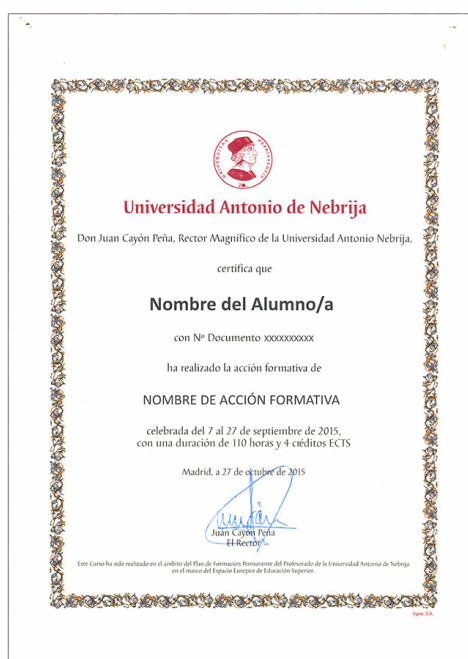 UNIVERSITAS NEBRISSENSIS
Universidad Antonio de Nebrija
Don Juan Cayón Peña, Rector Magnífico de la Universidad Antonio Nebrija,
certifica que
Nombre del Alumno/a
con Nº Documento xxxxxxxxxx
ha realizado la acción formativa de
NOMBRE DE ACCIÓN FORMATIVA
celebrada del 7 al 27 de septiembre de 2015,
con una duración de 110 horas y 4 créditos ECTS
Madrid, a 27 de octubre de 2015
Juan Cayón Peña
El Rector
Este Curso ha sido realizado en el ámbito del Plan de Formación Permanente del Profesorado de la Universidad Antonio de Nebrija
en el marco del Espacio Europeo de Educación Superior.
Signe, S.A.